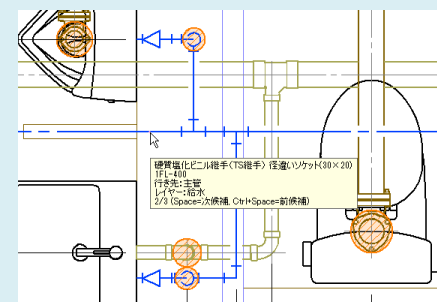 硬質塩化ビニル継手(TS継手) 径違いソケット(30×20)
1FL-400
行き先:主管
レイヤー:給水
2/3 (Space=次候補, Ctrl+Space=前候補)